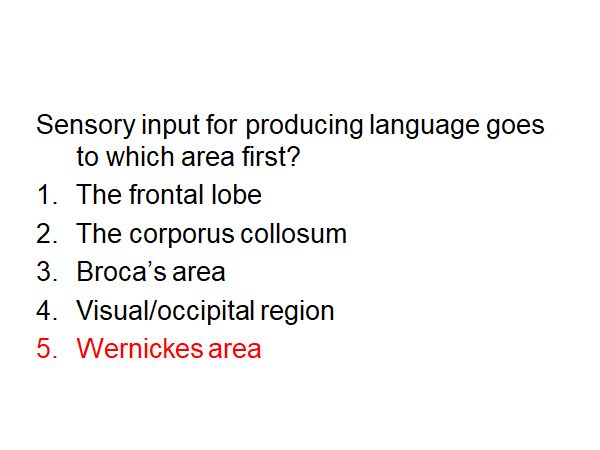 Sensory input for producing language goes
to which area first?
1. The frontal lobe
2. The corporus collosum
3. Broca’s area
4. Visual/occipital region
5. Wernickes area